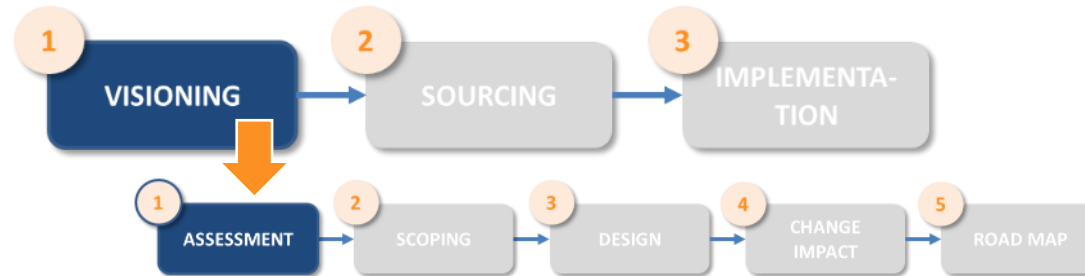 1
VISIONING
2
SOURCING
3
IMPLEMENTA-
TION
1
ASSESSMENT
2
SCOPING
3
DESIGN
4
CHANGE
IMPACT
5
ROAD MAP